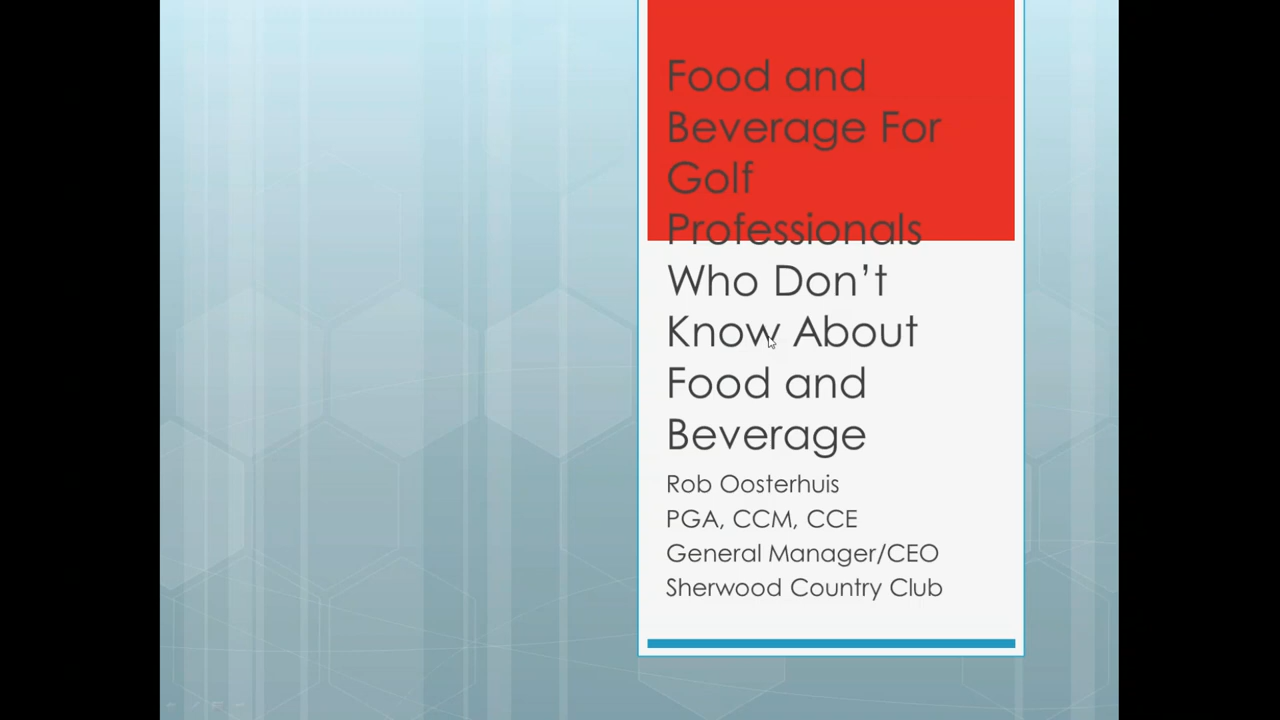 Food and
Beverage For
Golf
Professionals
Who Don’t
Know About
Food and
Beverage
Rob Oosterhuis
PGA, CCM, CCE
General Manager/CEO
Sherwood Country Club